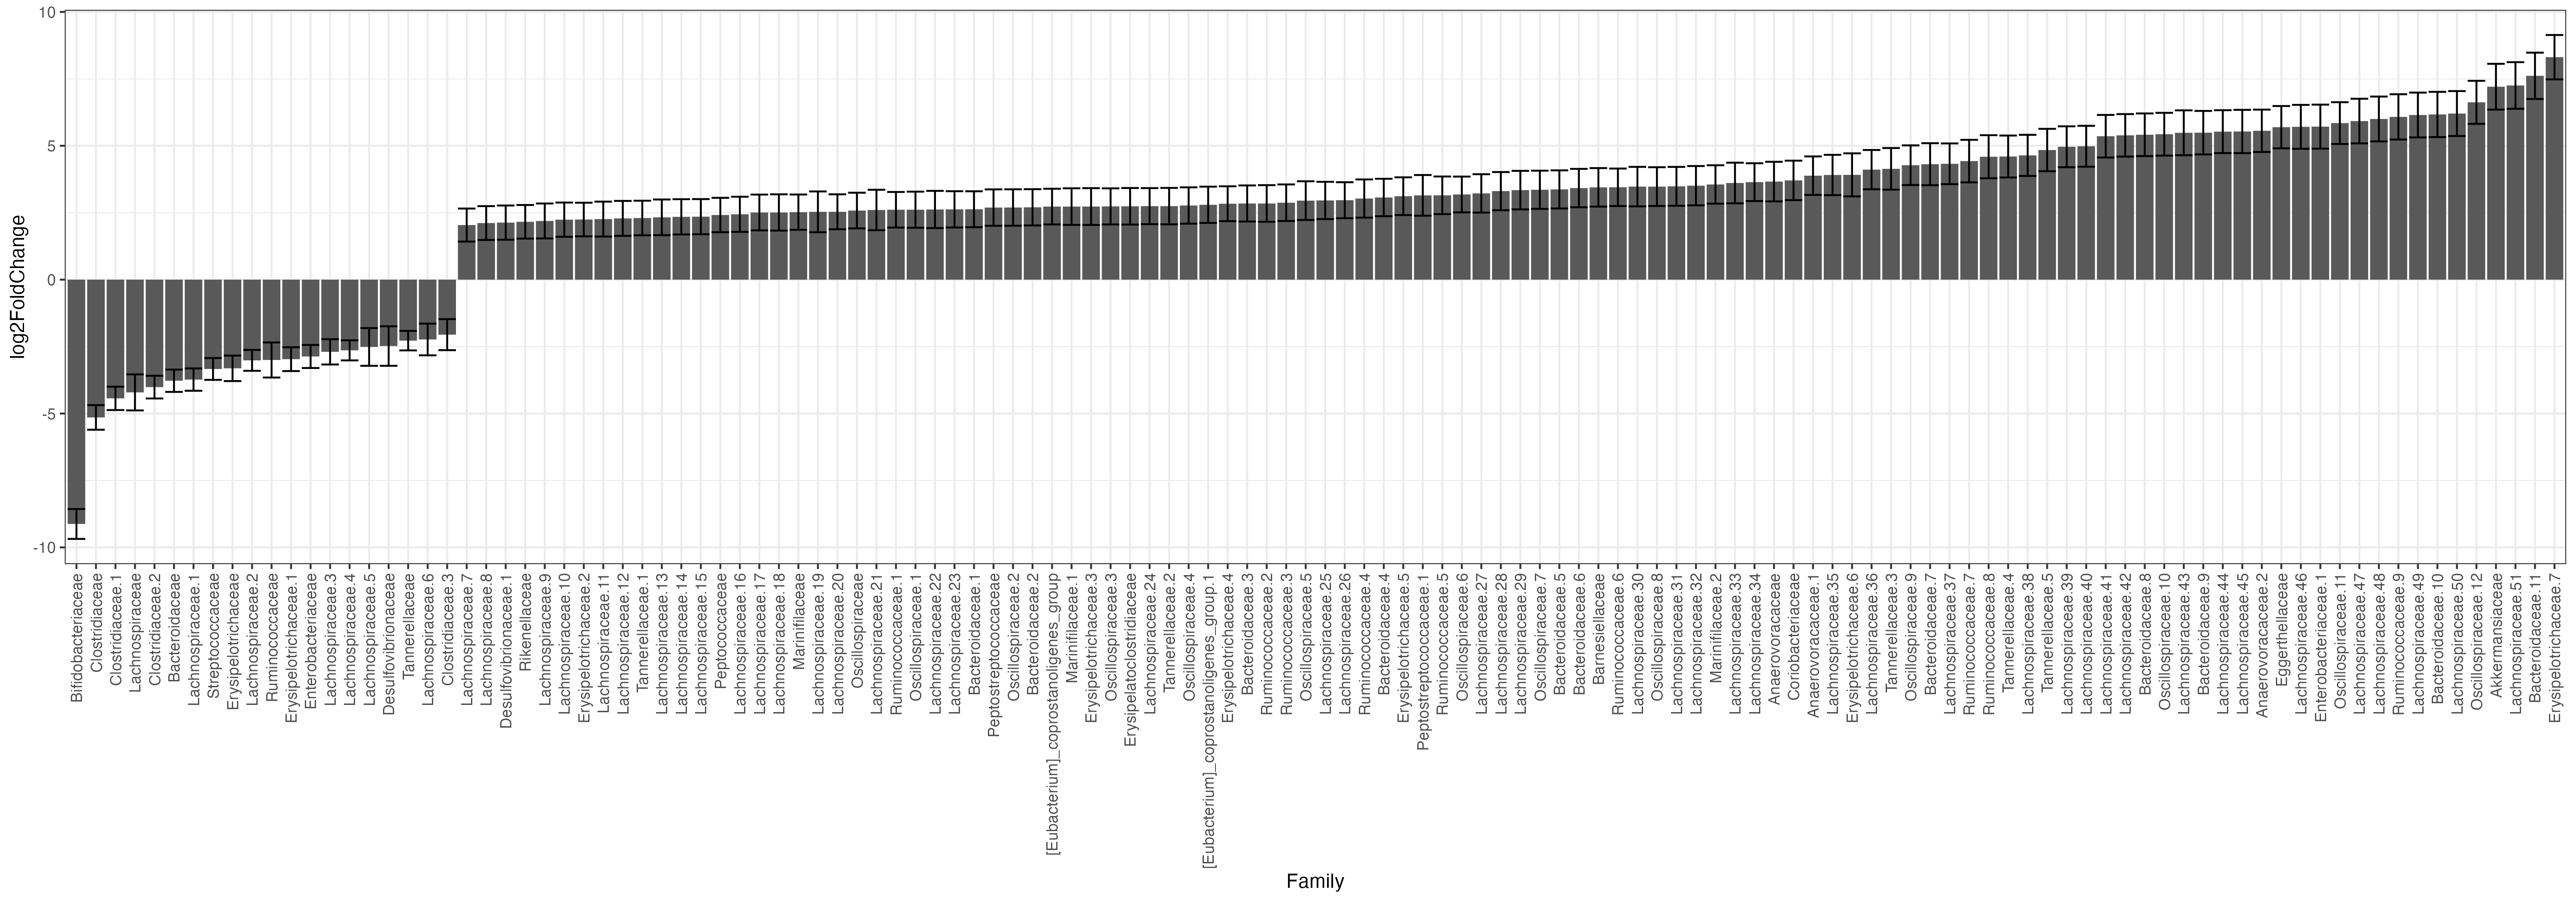 10
5
0
-5
-10
log2FoldChange
Bifidobacteriaceae
Clostridiaceae
Clostridiaceae.1
Lachnospiraceae
Clostridiaceae.2
Bacteroidaceae
Lachnospiraceae.1
Streptococcaceae
Erysipelotrichaceae
Lachnospiraceae.2
Ruminococcaceae
Erysipelotrichaceae.1
Enterobacteriaceae
Lachnospiraceae.3
Lachnospiraceae.4
Lachnospiraceae.5
Desulfovibrionaceae
Tannerellaceae
Lachnospiraceae.6
Clostridiaceae.3
Lachnospiraceae.7
Lachnospiraceae.8
Desulfovibrionaceae.1
Rikenellaceae
Lachnospiraceae.9
Lachnospiraceae.10
Erysipelotrichaceae.2
Lachnospiraceae.11
Lachnospiraceae.12
Tannerellaceae.1
Lachnospiraceae.13
Lachnospiraceae.14
Lachnospiraceae.15
Peptococcaceae
Lachnospiraceae.16
Lachnospiraceae.17
Lachnospiraceae.18
Marinifilaceae
Lachnospiraceae.19
Lachnospiraceae.20
Oscillospiraceae
Lachnospiraceae.21
Ruminococcaceae.1
Oscillospiraceae.1
Lachnospiraceae.22
Lachnospiraceae.23
Bacteroidaceae.1
Peptostreptococcaceae
Oscillospiraceae.2
Bacteroidaceae.2
[Eubacterium]_coprostanoligenes_group
Marinifilaceae.1
Erysipelotrichaceae.3
Oscillospiraceae.3
Erysipelatoclostridiaceae
Lachnospiraceae.24
Tannerellaceae.2
Oscillospiraceae.4
[Eubacterium]_coprostanoligenes_group.1
Erysipelotrichaceae.4
Bacteroidaceae.3
Ruminococcaceae.2
Ruminococcaceae.3
Oscillospiraceae.5
Lachnospiraceae.25
Lachnospiraceae.26
Ruminococcaceae.4
Bacteroidaceae.4
Erysipelotrichaceae.5
Peptostreptococcaceae.1
Ruminococcaceae.5
Oscillospiraceae.6
Lachnospiraceae.27
Lachnospiraceae.28
Lachnospiraceae.29
Oscillospiraceae.7
Bacteroidaceae.5
Bacteroidaceae.6
Barnesiellaceae
Ruminococcaceae.6
Lachnospiraceae.30
Oscillospiraceae.8
Lachnospiraceae.31
Lachnospiraceae.32
Marinifilaceae.2
Lachnospiraceae.33
Lachnospiraceae.34
Anaerovoracaceae
Coriobacteriaceae
Anaerovoracaceae.1
Lachnospiraceae.35
Erysipelotrichaceae.6
Lachnospiraceae.36
Tannerellaceae.3
Oscillospiraceae.9
Bacteroidaceae.7
Lachnospiraceae.37
Ruminococcaceae.7
Ruminococcaceae.8
Tannerellaceae.4
Lachnospiraceae.38
Tannerellaceae.5
Lachnospiraceae.39
Lachnospiraceae.40
Lachnospiraceae.41
Lachnospiraceae.42
Bacteroidaceae.8
Oscillospiraceae.10
Lachnospiraceae.43
Bacteroidaceae.9
Lachnospiraceae.44
Lachnospiraceae.45
Anaerovoracaceae.2
Eggerthellaceae
Lachnospiraceae.46
Enterobacteriaceae.1
Oscillospiraceae.11
Lachnospiraceae.47
Lachnospiraceae.48
Ruminococcaceae.9
Lachnospiraceae.49
Bacteroidaceae.10
Lachnospiraceae.50
Oscillospiraceae.12
Akkermansiaceae
Lachnospiraceae.51
Bacteroidaceae.11
Erysipelotrichaceae.7
Family